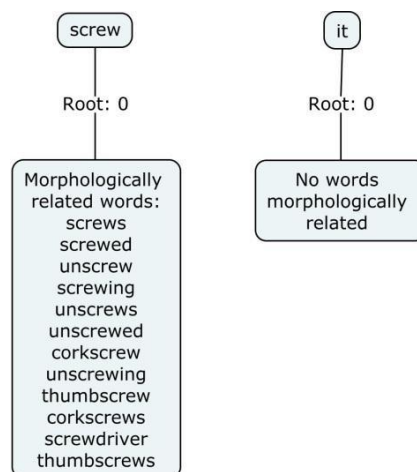 screw
Root: 0
Morphologically
related words:
screws
screwed
unscrew
screwing
unscrews
unscrewed
corkscrew
unscrewing
thumbscrew
corkscrews
screwdriver
thumbscrews
it
Root: 0
No words
morphologically
related